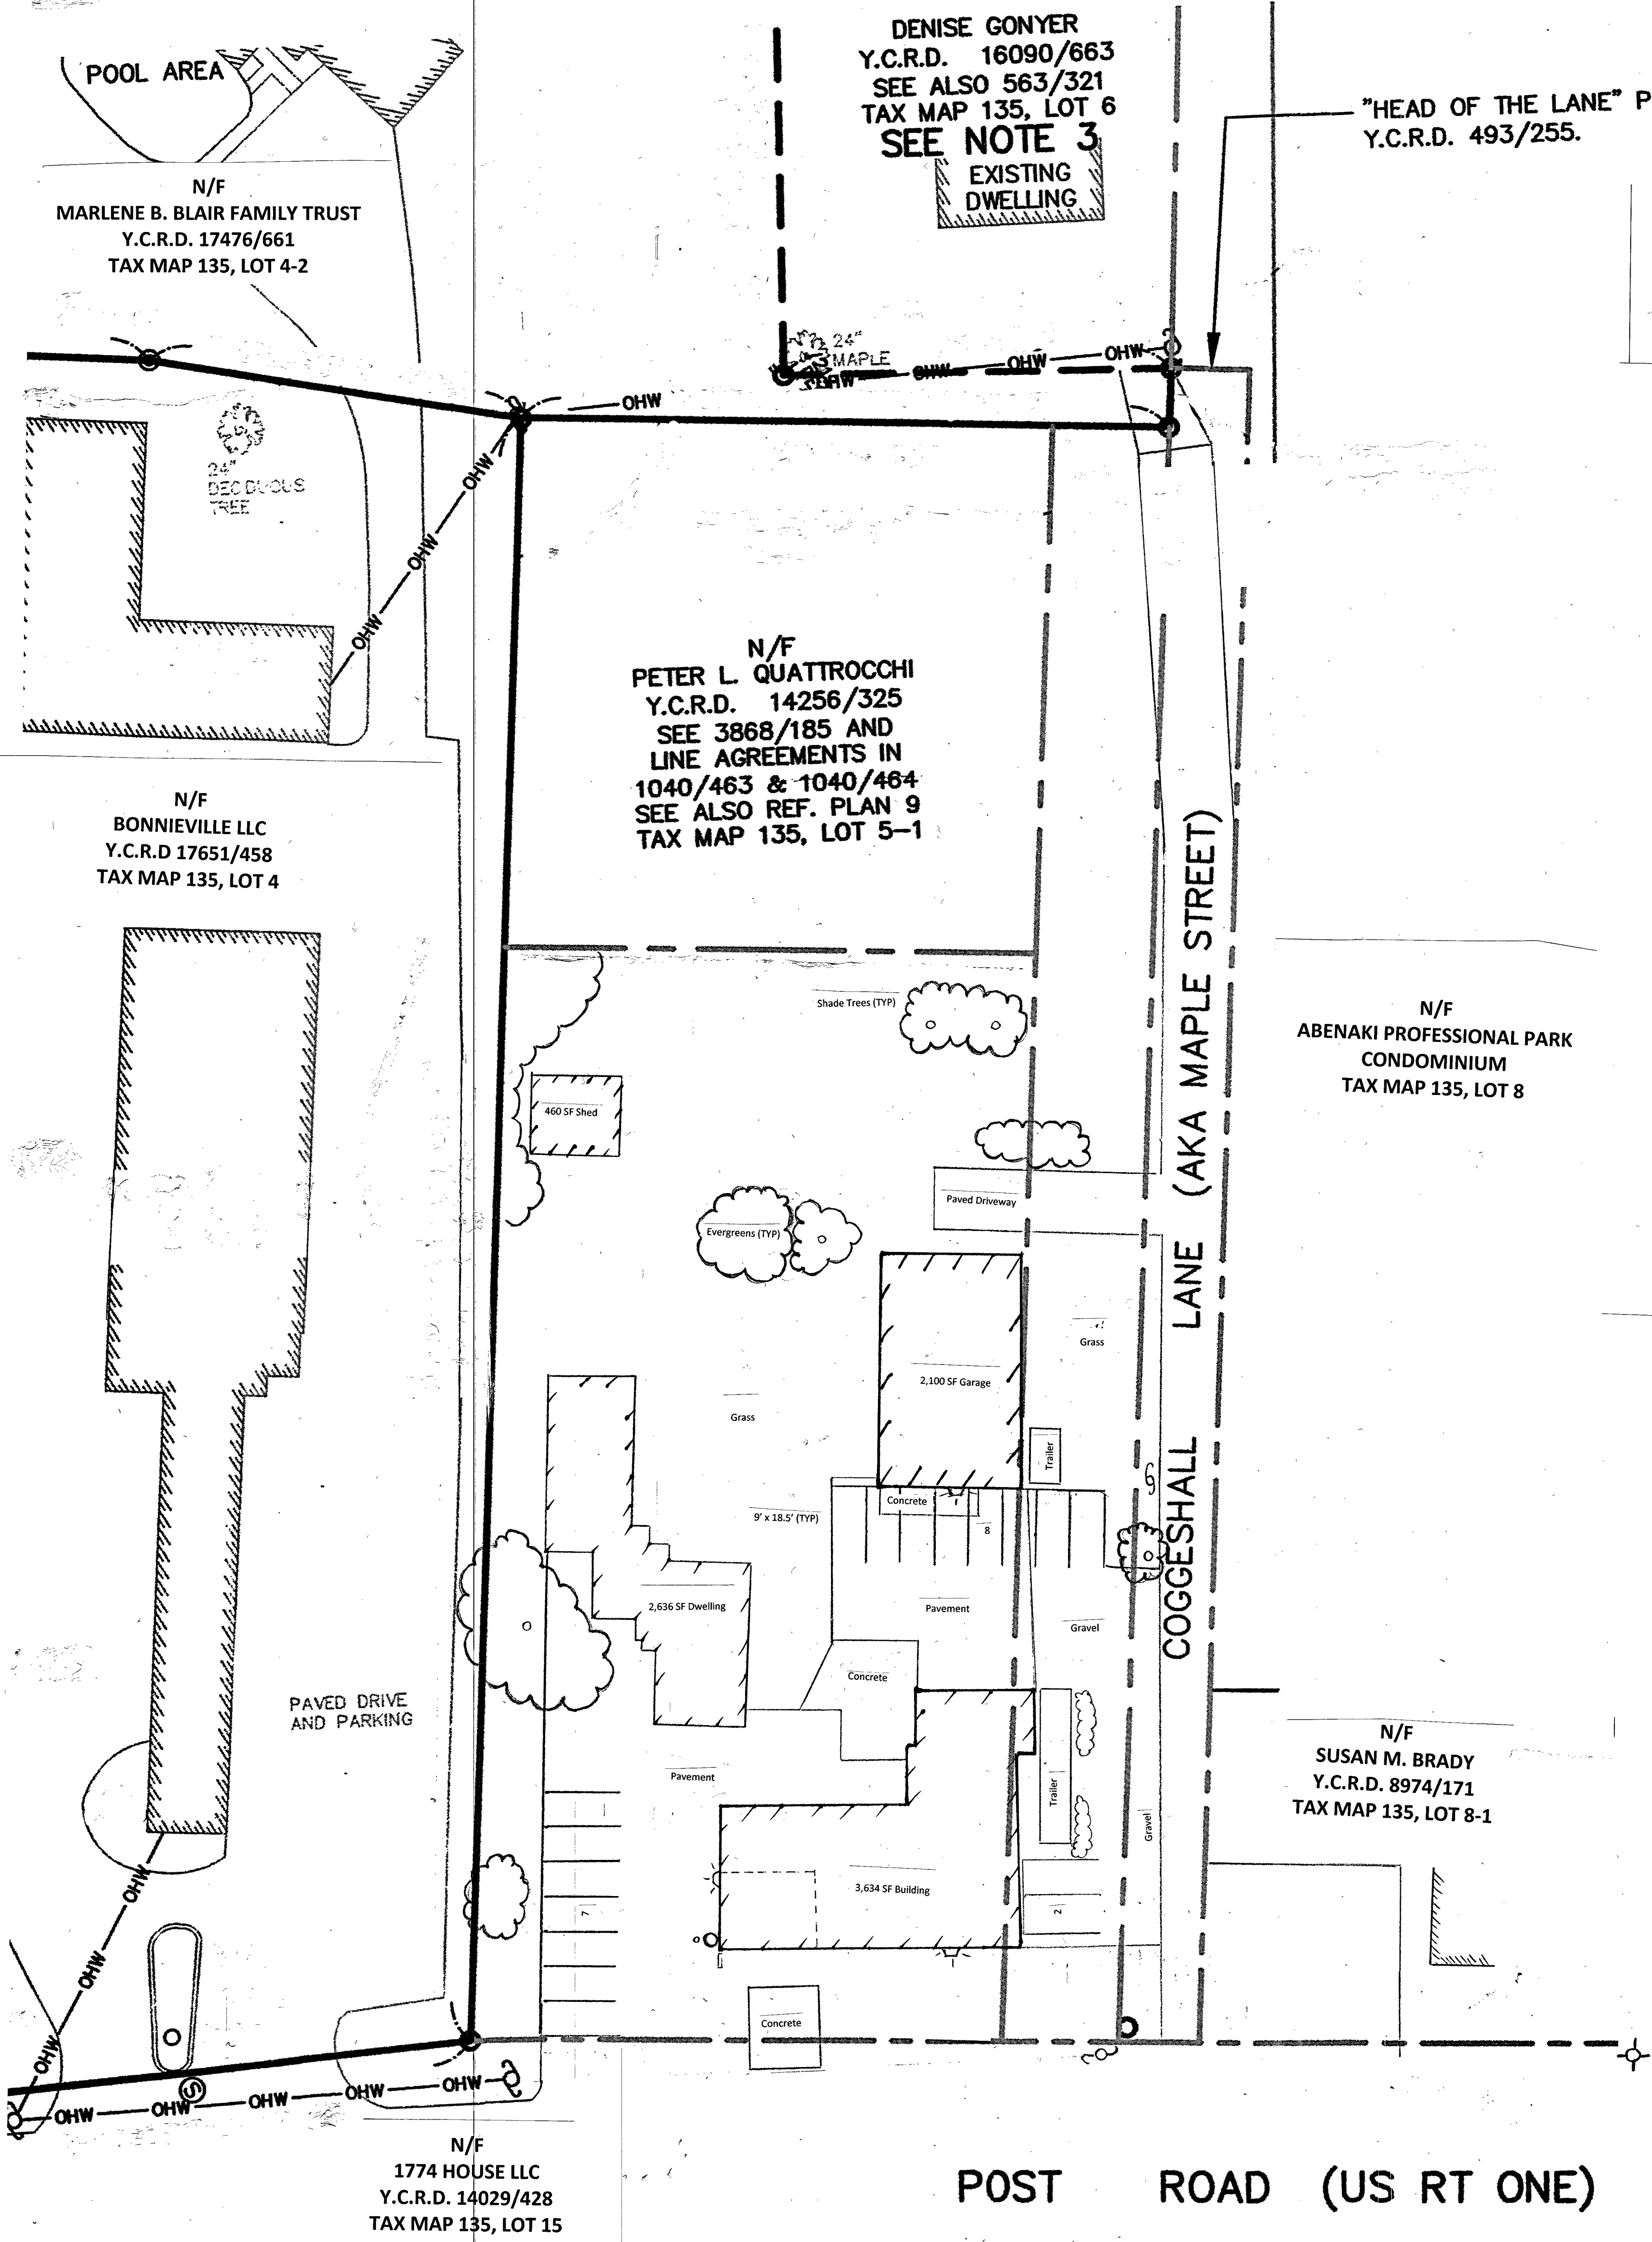 DENISE GONYER
Y.C.R.D. 16090/663
SEE ALSO 563/321
TAX MAP 135, LOT 6
SEE NOTE 3
EXISTING
DWELLING
"HEAD OF THE LANE" P
Y.C.R.D. 493/255.
POOL AREA
N/F
MARLENE B. BLAIR FAMILY TRUST
Y.C.R.D. 17476/661
TAX MAP 135, LOT 4-2
24"
MAPLE
OHW
OHW
OHW
OHW
OHW
24"
DECDUOUS
TREE
OHW
OHW
OHW
N/F
PETER L. QUATTROCCHI
Y.C.R.D. 14256/325
SEE 3868/185 AND
LINE AGREEMENTS IN
1040/463 & 1040/464
SEE ALSO REF. PLAN 9
TAX MAP 135, LOT 5-1
N/F
BONNIEVILLE LLC
Y.C.R.D 17651/458
TAX MAP 135, LOT 4
COGGESHALL LANE (AKA MAPLE STREET)
N/F
ABENAKI PROFESSIONAL PARK
CONDOMINIUM
TAX MAP 135, LOT 8
Shade Trees (TYP)
460 SF Shed
Paved Driveway
Evergreens (TYP)
Grass
2,100 SF Garage
Grass
Trailer
Concrete
9' x 18.5' (TYP)
8
2,636 SF Dwelling
Pavement
Gravel
Concrete
PAVED DRIVE
AND PARKING
Pavement
Trailer
Gravel
N/F
SUSAN M. BRADY
Y.C.R.D. 8974/171
TAX MAP 135, LOT 8-1
3,634 SF Building
7
2
Concrete
OHW
OHW
OHW
S
OHW
OHW
OHW
OHW
OHW
N/F
1774 HOUSE LLC
Y.C.R.D. 14029/428
TAX MAP 135, LOT 15
POST ROAD (US RT ONE)